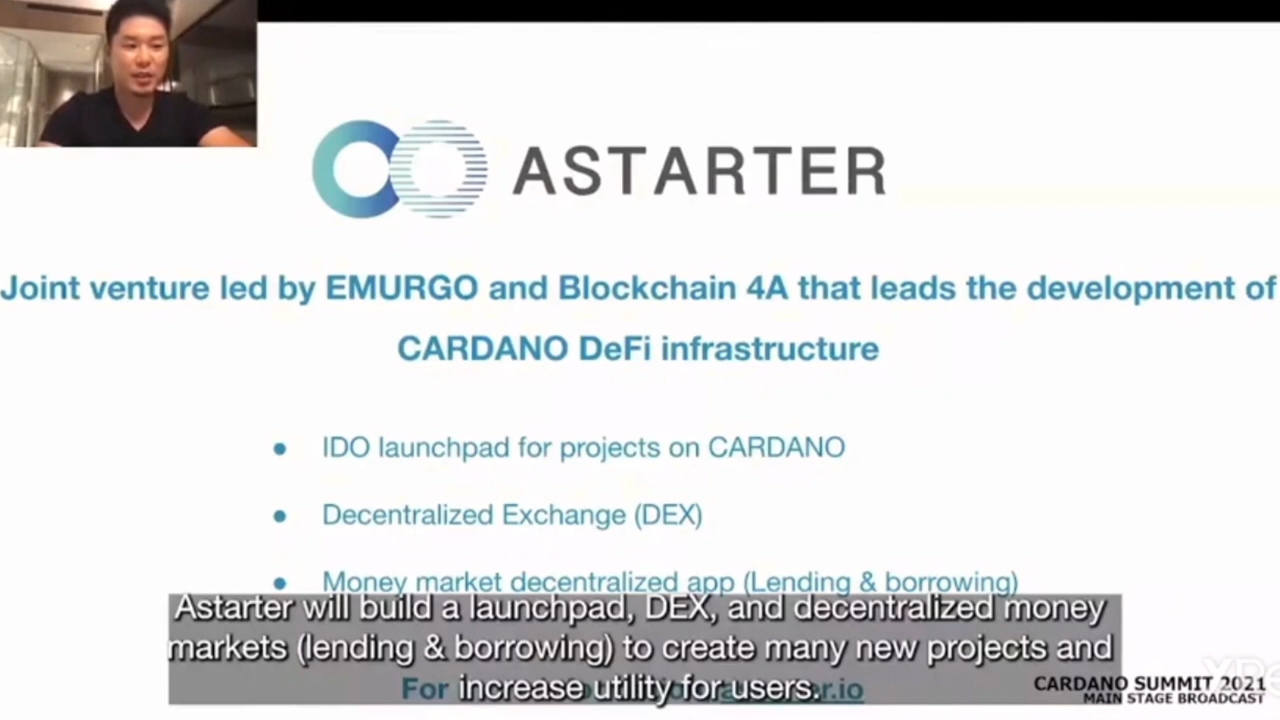 ASTARTER
Joint venture led by EMURGO and Blockchain 4A that leads the development of
CARDANO DeFi infrastructure
● IDO launchpad for projects on CARDANO
● Decentralized Exchange (DEX)
● Money market decentralized app (Lending & borrowing)
Astarter will build a launchpad, DEX, and decentralized money
markets (lending & borrowing) to create many new projects and
increase utility for users.
For
.io
CARDANO SUMMIT 2021
MAIN STAGE BROADCAST